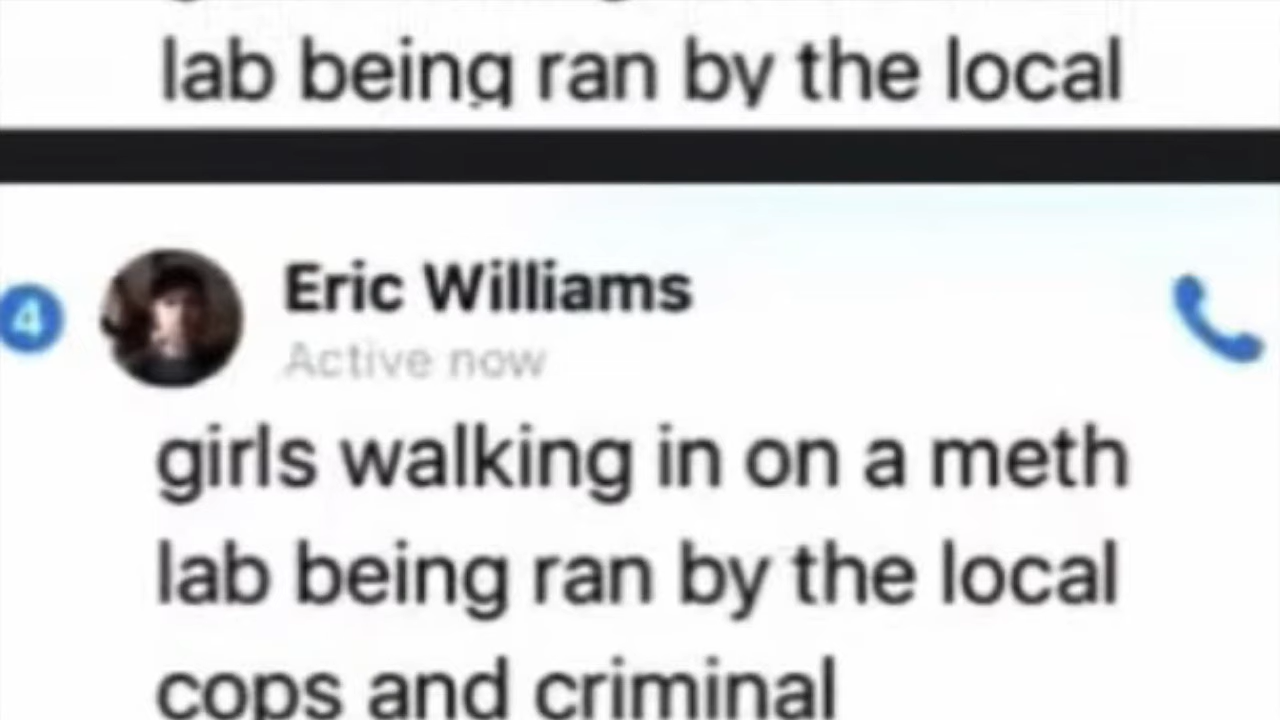 lab being ran by the local
4
Eric Williams
Active now
girls walking in on a meth
lab being ran by the local
cops and criminal